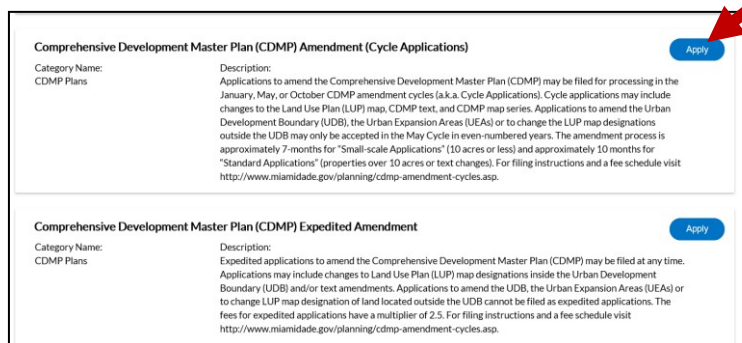 Comprehensive Development Master Plan (CDMP) Amendment (Cycle Applications)
Apply
Category Name:
CDMP Plans
Description:
Applications to amend the Comprehensive Development Master Plan (CDMP) may be filed for processing in the
January, May, or October CDMP amendment cycles (a.k.a. Cycle Applications). Cycle applications may include
changes to the Land Use Plan (LUP) map, CDMP text, and CDMP map series. Applications to amend the Urban
Development Boundary (UDB), the Urban Expansion Areas (UEAs) or to change the LUP map designations
outside the UDB may only be accepted in the May Cycle in even-numbered years. The amendment process is
approximately 7-months for "Small-scale Applications" (10 acres or less) and approximately 10 months for
"Standard Applications" (properties over 10 acres or text changes). For filing instructions and a fee schedule visit
http://www.miamidade.gov/planning/cdmp-amendment-cycles.asp.
Comprehensive Development Master Plan (CDMP) Expedited Amendment
Apply
Category Name:
CDMP Plans
Description:
Expedited applications to amend the Comprehensive Development Master Plan (CDMP) may be filed at any time.
Applications may include changes to Land Use Plan (LUP) map designations inside the Urban Development
Boundary (UDB) and/or text amendments. Applications to amend the UDB, the Urban Expansion Areas (UEAs) or
to change LUP map designation of land located outside the UDB cannot be filed as expedited applications. The
fees for expedited applications have a multiplier of 2.5. For filing instructions and a fee schedule visit
http://www.miamidade.gov/planning/cdmp-amendment-cycles.asp.